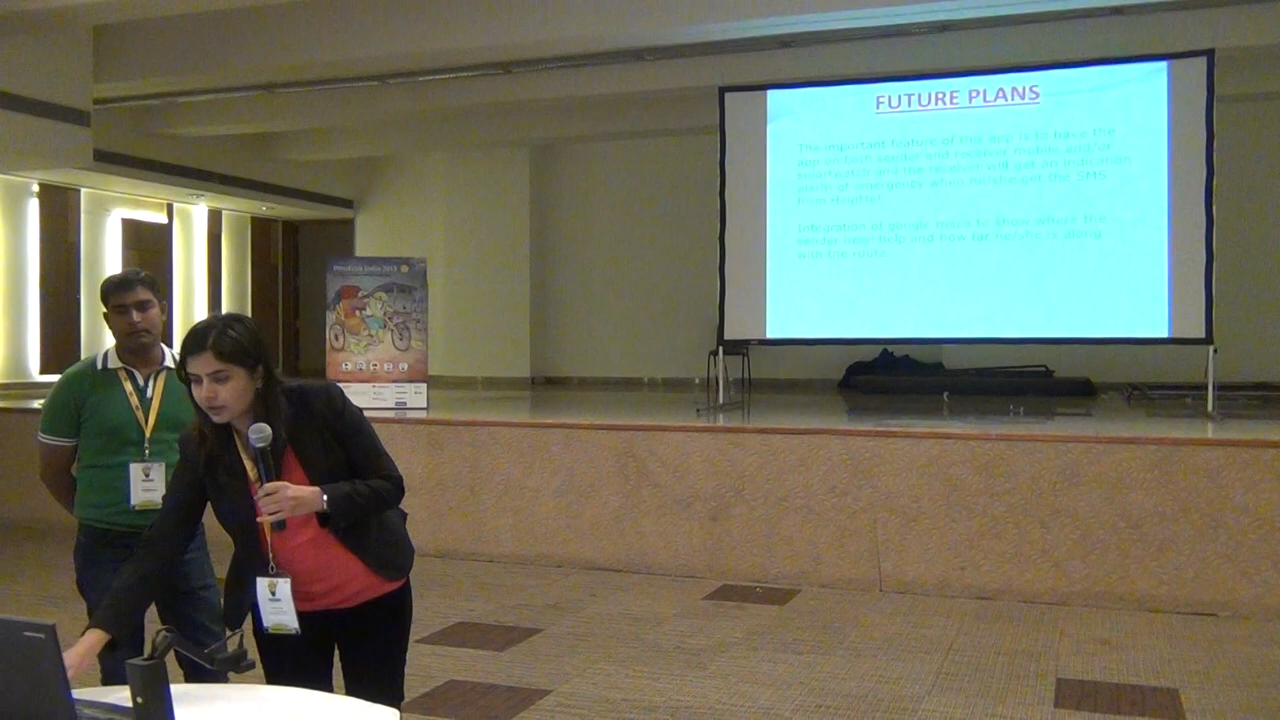 FUTURE PLANS
The important feature of this app is to have the
app on both sender and receiver mobile and/or
smartwatch and the receiver will get an indication
alarm of emergency when he/she get the SMS
from HelpMe!
Integration of google maps to show where the
sender need help and how far he/she is along
with the route.
Droidcon India 2013